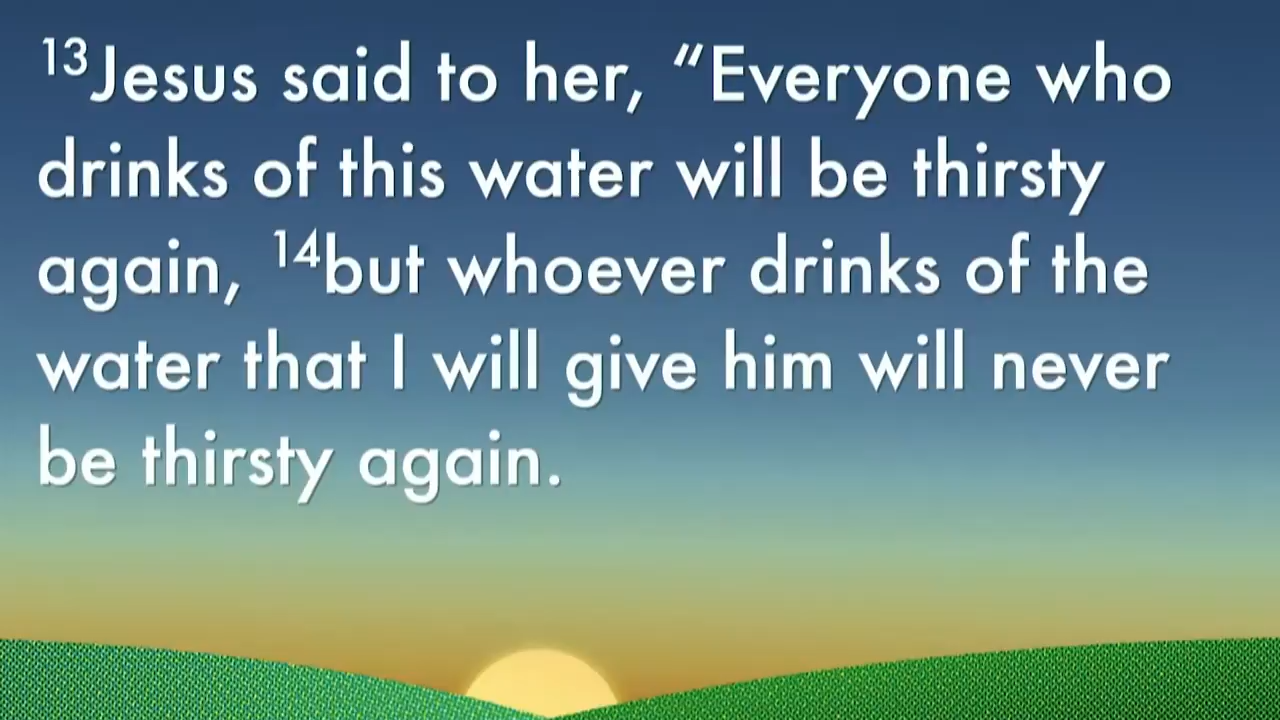 ¹³Jesus said to her, “Everyone who
drinks of this water will be thirsty
again, ¹⁴but whoever drinks of the
water that I will give him will never
be thirsty again.